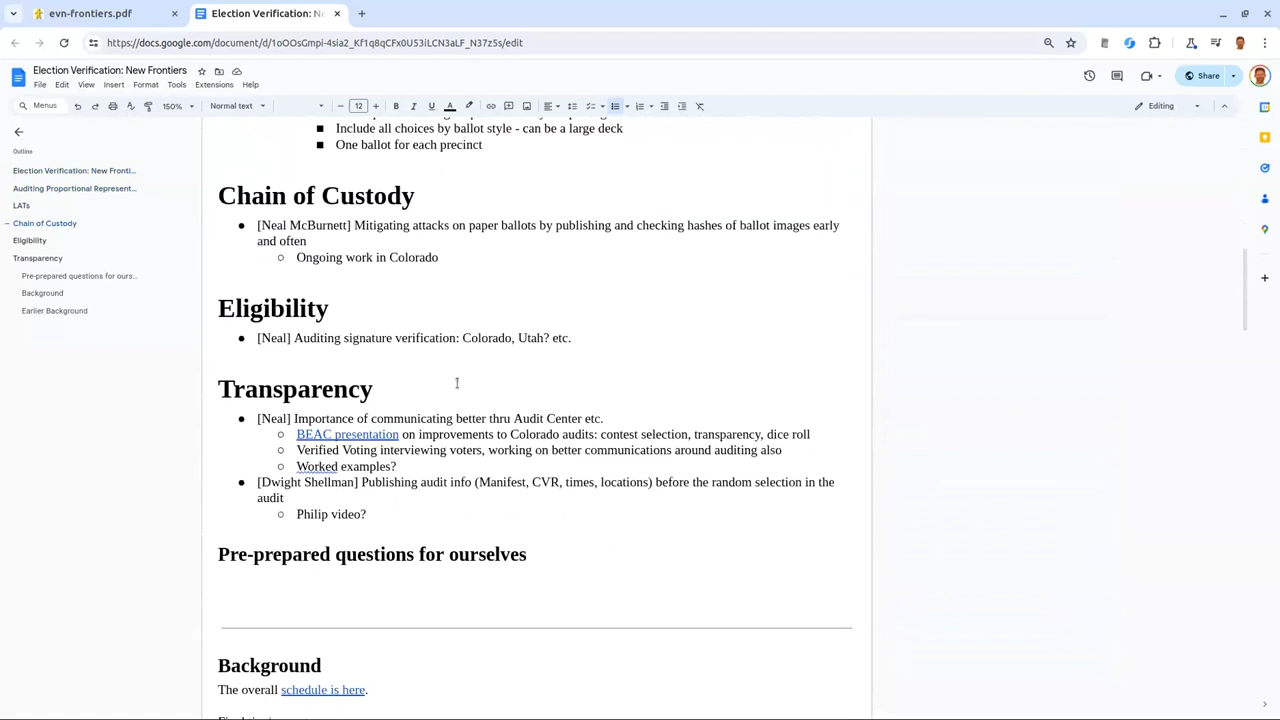 evn-frontiers.pdf
Election Verification: N
https://docs.google.com/document/d/1oOOsGmpi-4sia2_Kf1q8qCFx0U53iLCN3aLF_N37z5s/edit
Election Verification: New Frontiers
File Edit View Insert Format Tools Extensions Help
Share
Menus
150%
Normal text
12
Editing
Outline
Election Verification: New Fronti...
Auditing Proportional Represent...
LATs
Chain of Custody
Eligibility
Transparency
Pre-prepared questions for ours...
Background
Earlier Background
Include all choices by ballot style - can be a large deck
One ballot for each precinct
Chain of Custody
[Neal McBurnett] Mitigating attacks on paper ballots by publishing and checking hashes of ballot images early
and often
Ongoing work in Colorado
Eligibility
[Neal] Auditing signature verification: Colorado, Utah? etc.
Transparency
[Neal] Importance of communicating better thru Audit Center etc.
BEAC presentation on improvements to Colorado audits: contest selection, transparency, dice roll
Verified Voting interviewing voters, working on better communications around auditing also
Worked examples?
[Dwight Shellman] Publishing audit info (Manifest, CVR, times, locations) before the random selection in the
audit
Philip video?
Pre-prepared questions for ourselves
Background
The overall schedule is here.